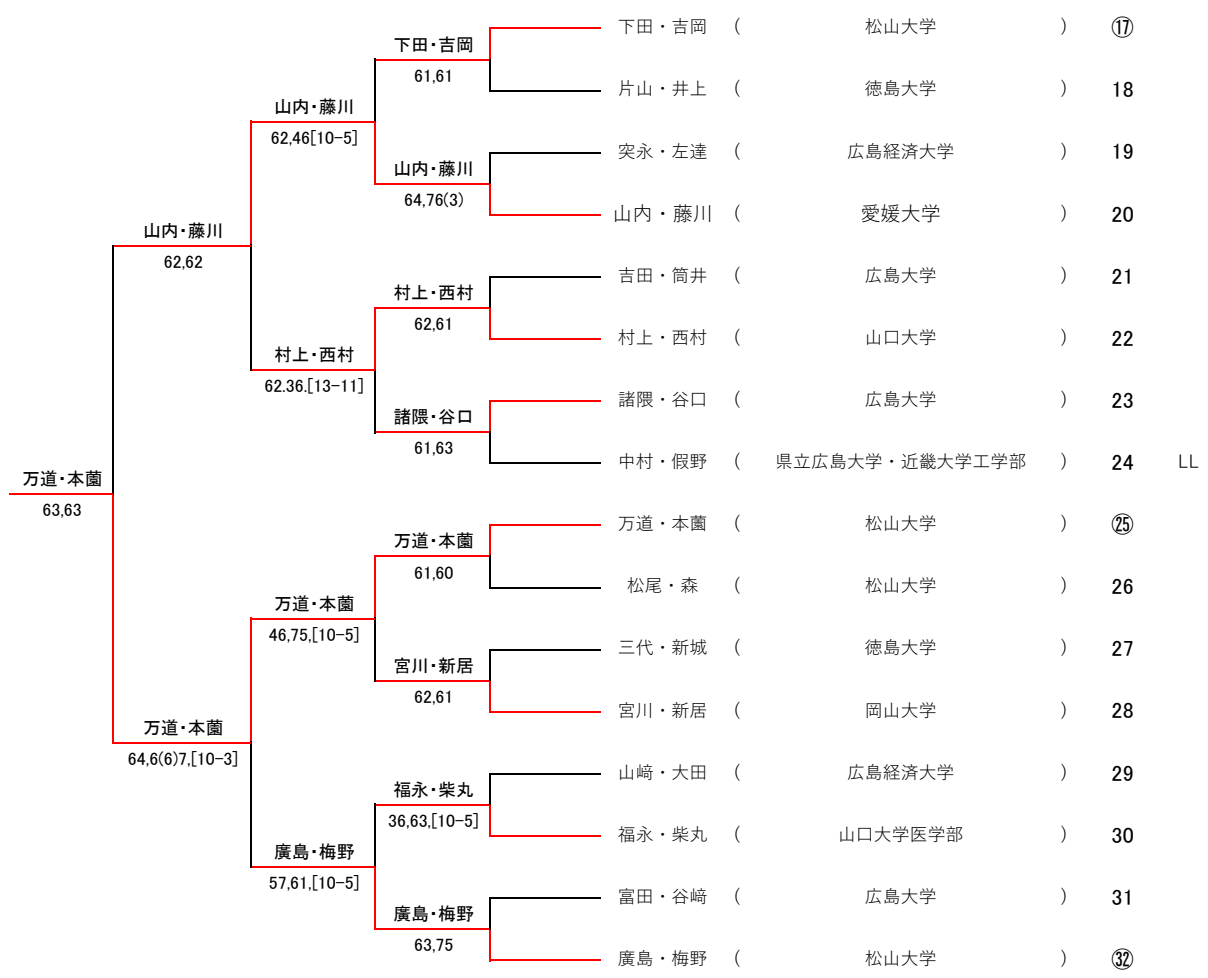 下田・吉岡 ( 松山大学 ) ⑰
下田・吉岡
61,61
片山・井上 ( 徳島大学 ) 18
山内・藤川
62,46[10-5]
突永・左達 ( 広島経済大学 ) 19
山内・藤川
64,76(3)
山内・藤川 ( 愛媛大学 ) 20
山内・藤川
62,62
吉田・筒井 ( 広島大学 ) 21
村上・西村
62,61
村上・西村 ( 山口大学 ) 22
村上・西村
62.36.[13-11]
諸隈・谷口 ( 広島大学 ) 23
諸隈・谷口
61,63
中村・假野 ( 県立広島大学・近畿大学工学部 ) 24 LL
万道・本薗
63,63
万道・本薗 ( 松山大学 ) ㉕
万道・本薗
61,60
松尾・森 ( 松山大学 ) 26
万道・本薗
46,75,[10-5]
三代・新城 ( 徳島大学 ) 27
宮川・新居
62,61
宮川・新居 ( 岡山大学 ) 28
万道・本薗
64,6(6)7,[10-3]
山﨑・大田 ( 広島経済大学 ) 29
福永・柴丸
36,63,[10-5]
福永・柴丸 ( 山口大学医学部 ) 30
廣島・梅野
57,61,[10-5]
富田・谷﨑 ( 広島大学 ) 31
廣島・梅野
63,75
廣島・梅野 ( 松山大学 ) ㉜